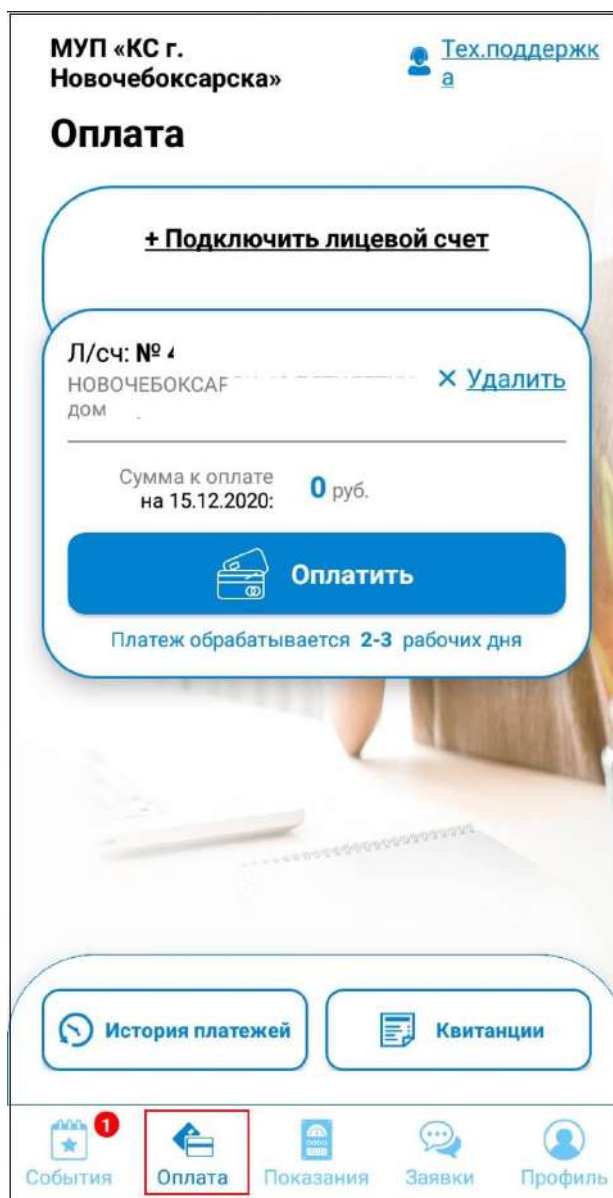 МУП «КС г.
Новочебоксарска»
Тех.поддержк
а
Оплата
+ Подключить лицевой счет
Л/сч: №
× Удалить
дом
Сумма к оплате
на 15.12.2020:
0 руб.
Оплатить
Платеж обрабатывается 2-3 рабочих дня
История платежей
Квитанции
1
События
Оплата
Показания
Заявки
Профиль